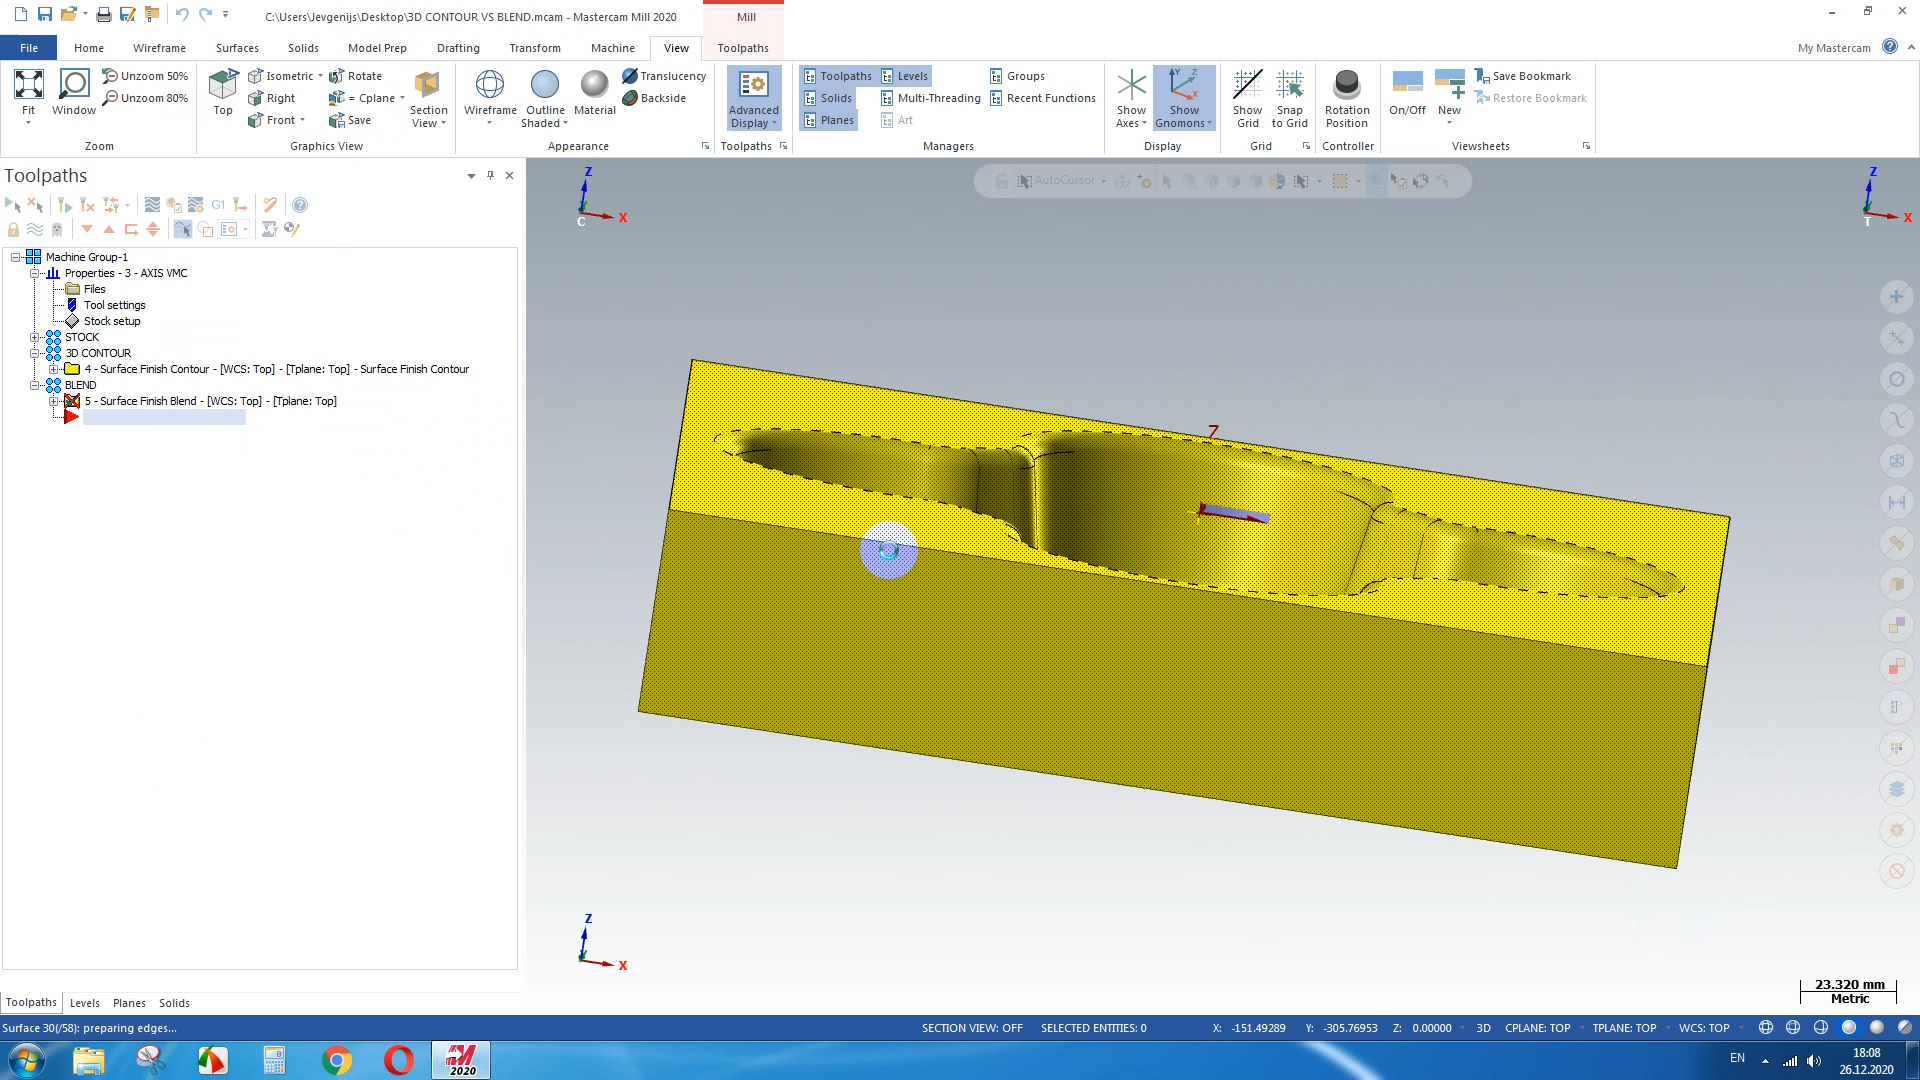 C:\Users\Jevgenijs\Desktop\3D CONTOUR VS BLEND.mcam - Mastercam Mill 2020
Mill
File
Home
Wireframe
Surfaces
Solids
Model Prep
Drafting
Transform
Machine
View
Toolpaths
My Mastercam
Fit
Window
Unzoom 50%
Unzoom 80%
Zoom
Top
Isometric
Right
Front
Rotate
= Cplane
Save
Section View
Graphics View
Wireframe
Outline Shaded
Material
Translucency
Backside
Appearance
Advanced Display
Toolpaths
Toolpaths
Solids
Planes
Levels
Multi-Threading
Art
Groups
Recent Functions
Managers
Show Axes
Show Gnomons
Display
Show Grid
Snap to Grid
Grid
Rotation Position
Controller
On/Off
New
Save Bookmark
Restore Bookmark
Viewsheets
Toolpaths
G1
Machine Group-1
Properties - 3 - AXIS VMC
Files
Tool settings
Stock setup
STOCK
3D CONTOUR
4 - Surface Finish Contour - [WCS: Top] - [Tplane: Top] - Surface Finish Contour
BLEND
5 - Surface Finish Blend - [WCS: Top] - [Tplane: Top]
AutoCursor
Z
X
C
Z
X
T
Z
X
23.320 mm
Metric
Toolpaths
Levels
Planes
Solids
Surface 30(/58): preparing edges...
SECTION VIEW: OFF
SELECTED ENTITIES: 0
X: -151.49289
Y: -305.76953
Z: 0.00000
3D
CPLANE: TOP
TPLANE: TOP
WCS: TOP
2020
EN
18:08
26.12.2020